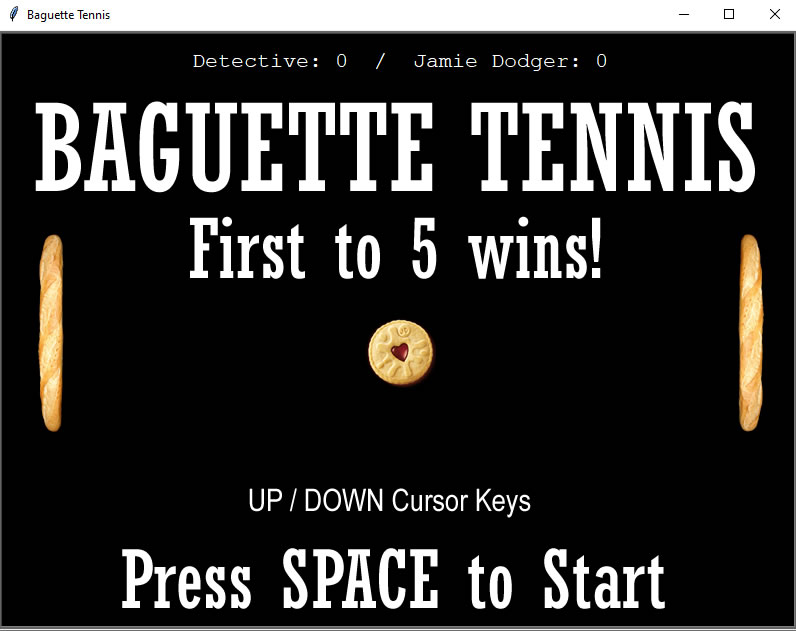 Baguette Tennis
Detective: 0 / Jamie Dodger: 0
BAGUETTE TENNIS
First to 5 wins!
UP / DOWN Cursor Keys
Press SPACE to Start